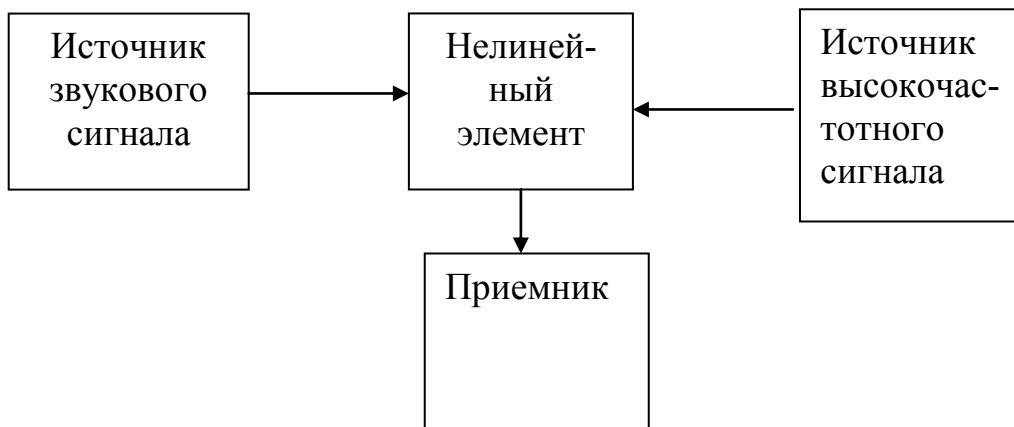 Источник
звукового
сигнала
Нелиней-
ный
элемент
Источник
высокочас-
тотного
сигнала
Приемник